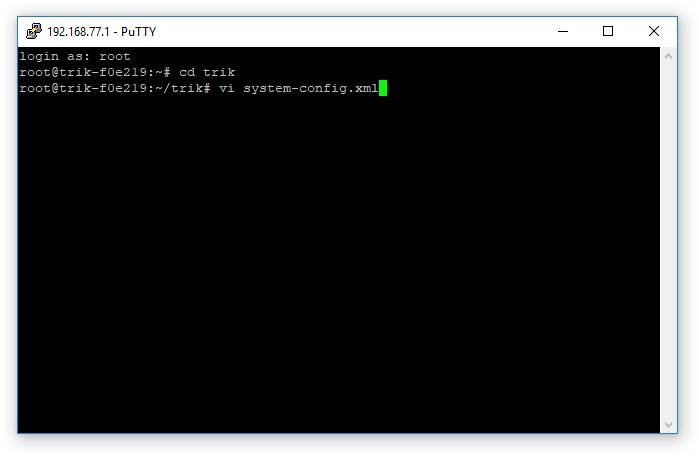 192.168.77.1 - PuTTY
login as: root
root@trik-f0e219:~# cd trik
root@trik-f0e219:~/trik# vi system-config.xml